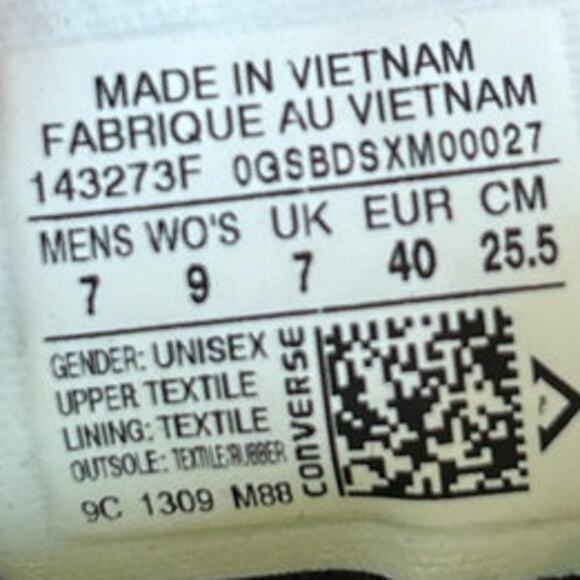 MADE IN VIETNAM
FABRIQUE AU VIETNAM
143273F 0GSBDSXM00027
MENS WO'S UK EUR CM
7 9 7 40 25.5
GENDER: UNISEX
UPPER TEXTILE
LINING: TEXTILE
OUTSOLE: TEXTILE/RUBBER
9C 1309 M88
CONVERSE